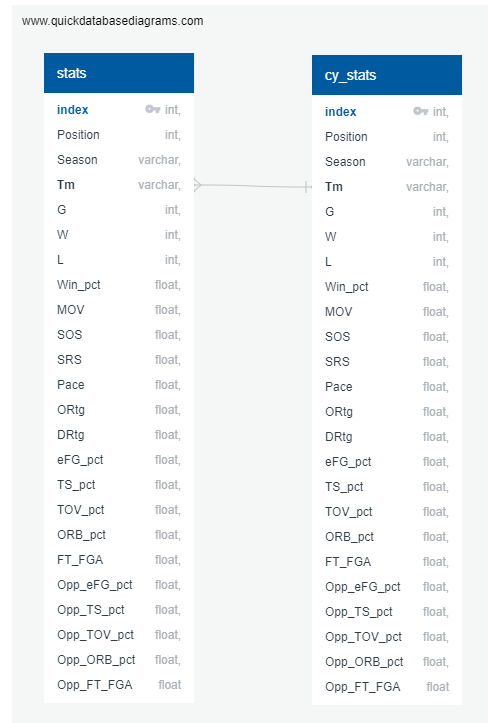 www.quickdatabasediagrams.com
stats
index int,
Position int,
Season varchar,
Tm varchar,
G int,
W int,
L int,
Win_pct float,
MOV float,
SOS float,
SRS float,
Pace float,
ORtg float,
DRtg float,
eFG_pct float,
TS_pct float,
TOV_pct float,
ORB_pct float,
FT_FGA float,
Opp_eFG_pct float,
Opp_TS_pct float,
Opp_TOV_pct float,
Opp_ORB_pct float,
Opp_FT_FGA float
cy_stats
index int,
Position int,
Season varchar,
Tm varchar,
G int,
W int,
L int,
Win_pct float,
MOV float,
SOS float,
SRS float,
Pace float,
ORtg float,
DRtg float,
eFG_pct float,
TS_pct float,
TOV_pct float,
ORB_pct float,
FT_FGA float,
Opp_eFG_pct float,
Opp_TS_pct float,
Opp_TOV_pct float,
Opp_ORB_pct float,
Opp_FT_FGA float